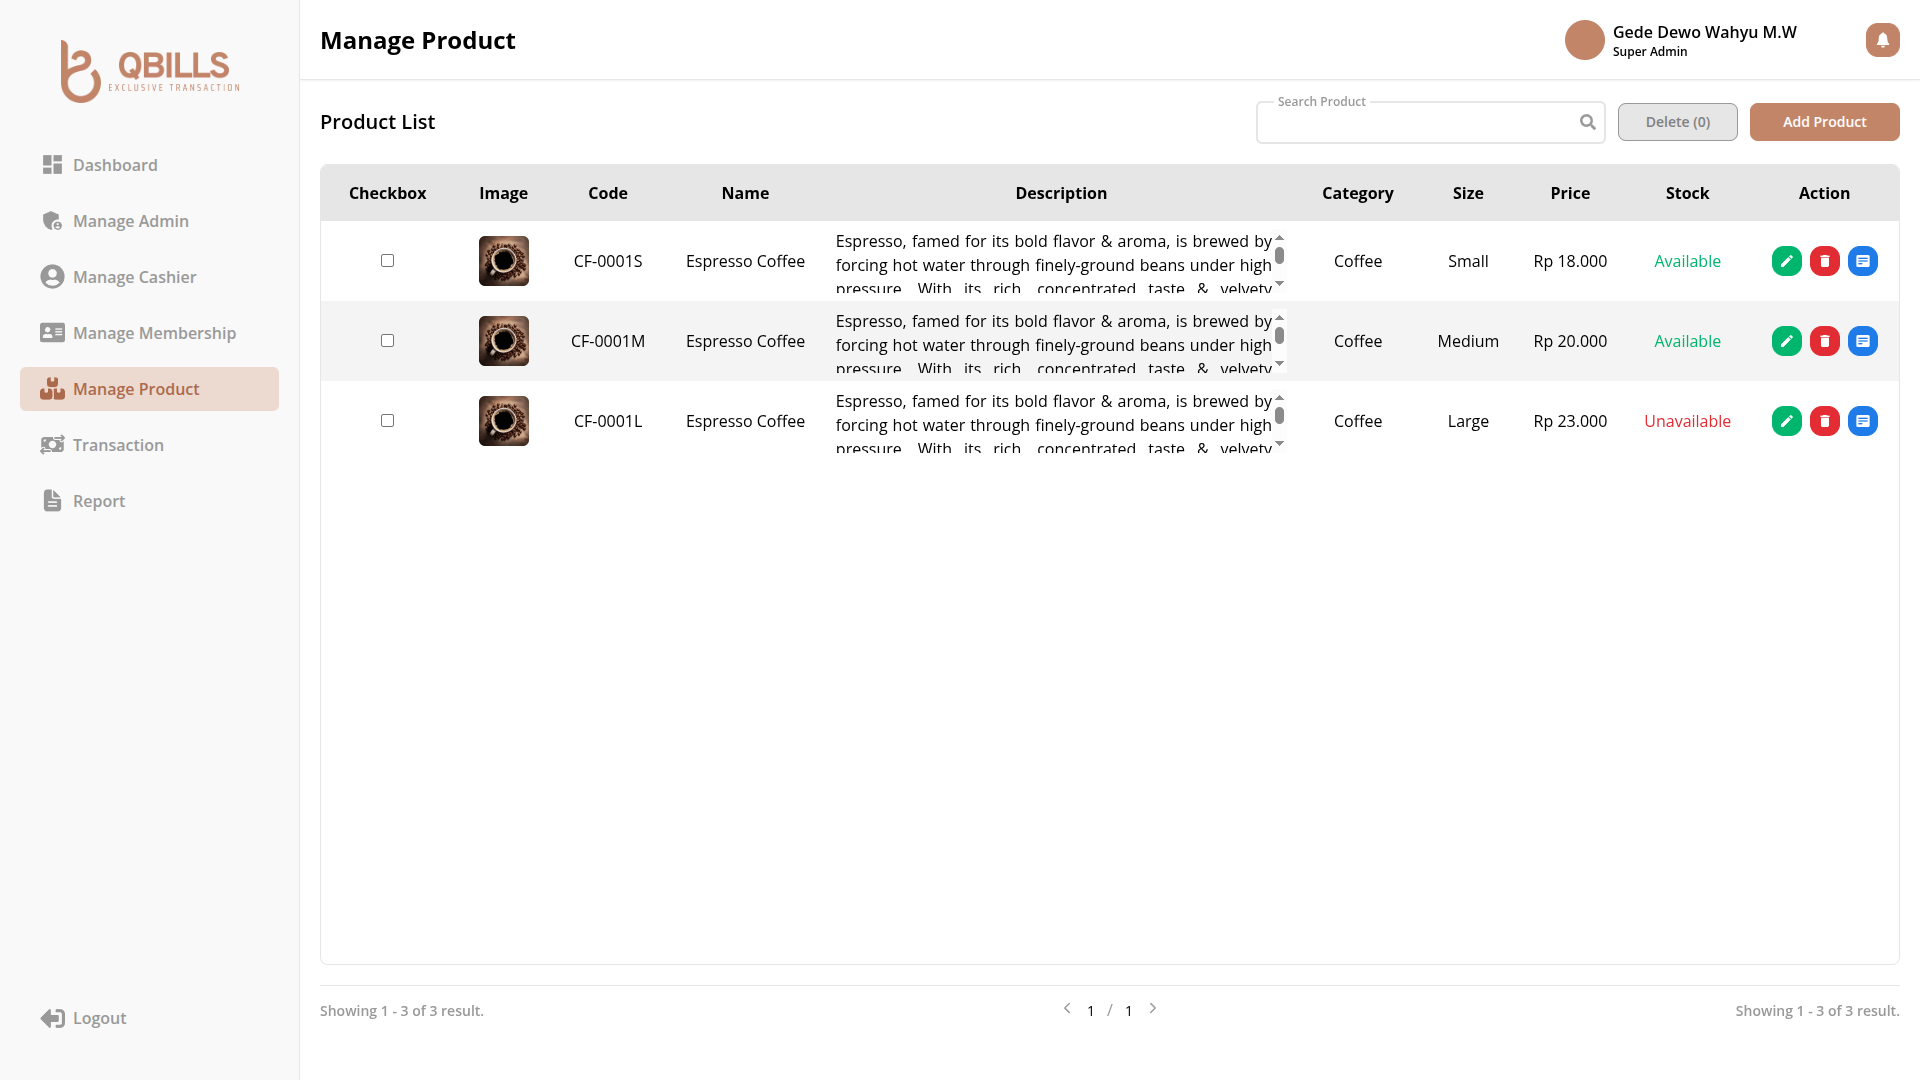 QBILLS
EXCLUSIVE TRANSACTION
Dashboard
Manage Admin
Manage Cashier
Manage Membership
Manage Product
Transaction
Report
Logout
Manage Product
Gede Dewo Wahyu M.W
Super Admin
Product List
Search Product
Delete (0)
Add Product
Checkbox Image Code Name Description Category Size Price Stock Action
CF-0001S Espresso Coffee
Espresso, famed for its bold flavor & aroma, is brewed by
forcing hot water through finely-ground beans under high
pressure. With its rich, concentrated taste & velvety
Coffee Small Rp 18.000 Available
CF-0001M Espresso Coffee
Espresso, famed for its bold flavor & aroma, is brewed by
forcing hot water through finely-ground beans under high
pressure. With its rich, concentrated taste & velvety
Coffee Medium Rp 20.000 Available
CF-0001L Espresso Coffee
Espresso, famed for its bold flavor & aroma, is brewed by
forcing hot water through finely-ground beans under high
pressure. With its rich, concentrated taste & velvety
Coffee Large Rp 23.000 Unavailable
Showing 1 - 3 of 3 result.
1 / 1
Showing 1 - 3 of 3 result.